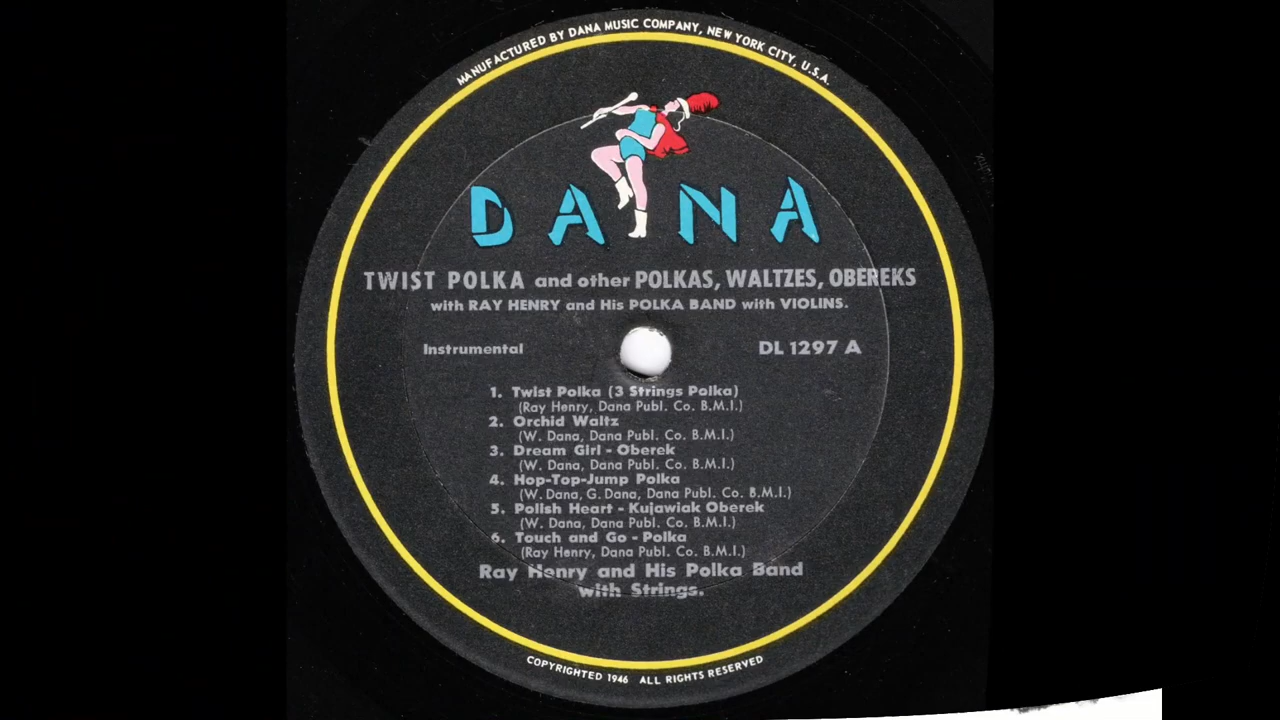 MANUFACTURED BY DANA MUSIC COMPANY, NEW YORK CITY, U.S.A.
DANA
TWIST POLKA and other POLKAS, WALTZES, OBEREKS
with RAY HENRY and His POLKA BAND with VIOLINS.
Instrumental DL 1297 A
1. Twist Polka (3 Strings Polka)
(Ray Henry, Dana Publ. Co. B.M.I.)
2. Orchid Waltz
(W. Dana, Dana Publ. Co. B.M.I.)
3. Dream Girl - Oberek
(W. Dana, Dana Publ. Co. B.M.I.)
4. Hop-Top-Jump Polka
(W. Dana, G. Dana, Dana Publ. Co. B.M.I.)
5. Polish Heart - Kujawiak Oberek
(W. Dana, Dana Publ. Co. B.M.I.)
6. Touch and Go - Polka
(Ray Henry, Dana Publ. Co. B.M.I.)
Ray Henry and His Polka Band
with Strings.
COPYRIGHTED 1946 ALL RIGHTS RESERVED